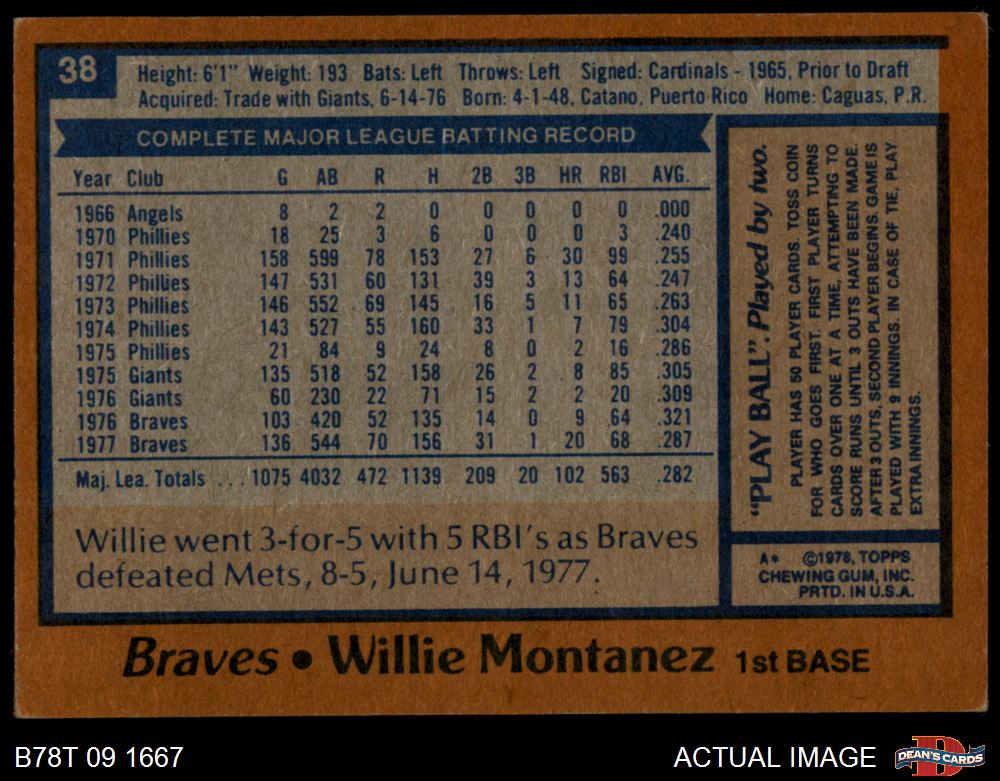 38
Height: 6'1" Weight: 193 Bats: Left Throws: Left Signed: Cardinals - 1965, Prior to Draft
Acquired: Trade with Giants, 6-14-76 Born: 4-1-48, Catano, Puerto Rico Home: Caguas, P.R.
COMPLETE MAJOR LEAGUE BATTING RECORD
Year Club G AB R H 2B 3B HR RBI AVG.
1966 Angels 8 2 2 0 0 0 0 0 .000
1970 Phillies 18 25 3 6 0 0 0 3 .240
1971 Phillies 158 599 78 153 27 6 30 99 .255
1972 Phillies 147 531 60 131 39 3 13 64 .247
1973 Phillies 146 552 69 145 16 5 11 65 .263
1974 Phillies 143 527 55 160 33 1 7 79 .304
1975 Phillies 21 84 9 24 8 0 2 16 .286
1975 Giants 135 518 52 158 26 2 8 85 .305
1976 Giants 60 230 22 71 15 2 2 20 .309
1976 Braves 103 420 52 135 14 0 9 64 .321
1977 Braves 136 544 70 156 31 1 20 68 .287
Maj. Lea. Totals ... 1075 4032 472 1139 209 20 102 563 .282
Willie went 3-for-5 with 5 RBI's as Braves
defeated Mets, 8-5, June 14, 1977.
"PLAY BALL". Played by two.
PLAYER HAS 50 PLAYER CARDS. TOSS COIN
FOR WHO GOES FIRST. FIRST PLAYER TURNS
CARDS OVER ONE AT A TIME, ATTEMPTING TO
SCORE RUNS UNTIL 3 OUTS HAVE BEEN MADE.
AFTER 3 OUTS, SECOND PLAYER BEGINS. GAME IS
PLAYED WITH 9 INNINGS. IN CASE OF TIE, PLAY
EXTRA INNINGS.
A* ©1978, TOPPS
CHEWING GUM, INC.
PRTD. IN U.S.A.
Braves • Willie Montanez 1st BASE
B78T 09 1667
ACTUAL IMAGE
D
DEAN'S CARDS